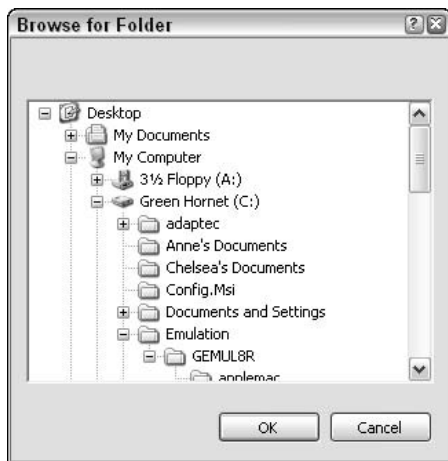 Browse for Folder
Desktop
My Documents
My Computer
3½ Floppy (A:)
Green Hornet (C:)
adaptec
Anne's Documents
Chelsea's Documents
Config.Msi
Documents and Settings
Emulation
GEMUL8R
applemac
OK
Cancel